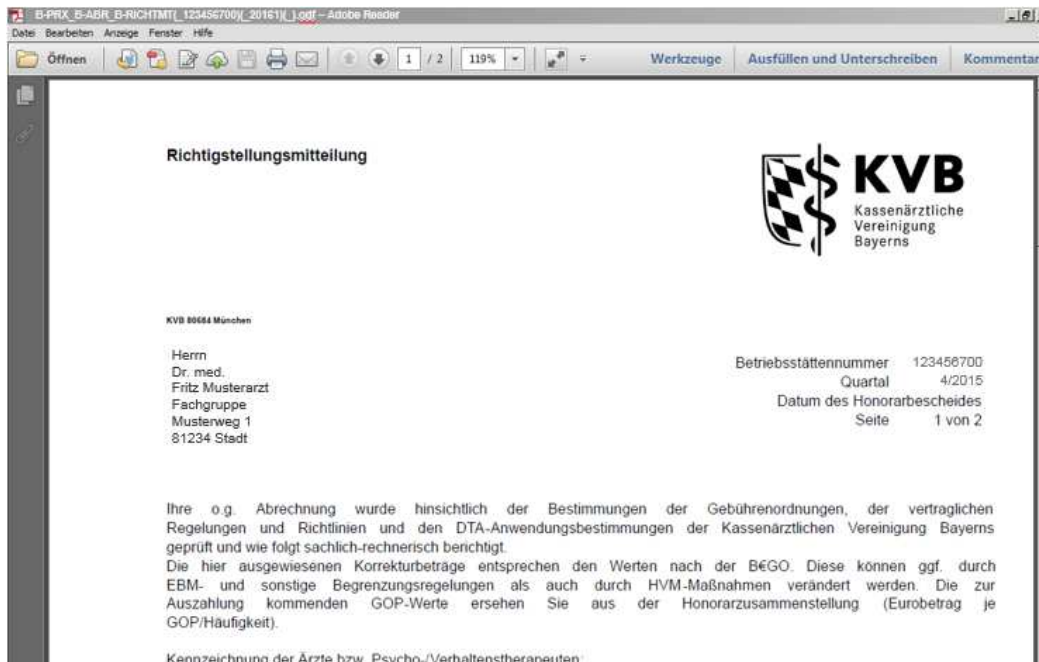 B-PRX_B-ABR_B-RICHTMT(_123456700)(_20161)(_).pdf – Adobe Reader
Datei Bearbeiten Anzeige Fenster Hilfe
Öffnen 1 / 2 119% Werkzeuge Ausfüllen und Unterschreiben Kommentar
Richtigstellungsmitteilung
KVB
Kassenärztliche
Vereinigung
Bayerns
KVB 80684 München
Herrn
Dr. med.
Fritz Musterarzt
Fachgruppe
Musterweg 1
81234 Stadt
Betriebsstättennummer 123456700
Quartal 4/2015
Datum des Honorarbescheides
Seite 1 von 2
Ihre o.g. Abrechnung wurde hinsichtlich der Bestimmungen der Gebührenordnungen, der vertraglichen
Regelungen und Richtlinien und den DTA-Anwendungsbestimmungen der Kassenärztlichen Vereinigung Bayerns
geprüft und wie folgt sachlich-rechnerisch berichtigt.
Die hier ausgewiesenen Korrekturbeträge entsprechen den Werten nach der B€GO. Diese können ggf. durch
EBM- und sonstige Begrenzungsregelungen als auch durch HVM-Maßnahmen verändert werden. Die zur
Auszahlung kommenden GOP-Werte ersehen Sie aus der Honorarzusammenstellung (Eurobetrag je
GOP/Häufigkeit).
Kennzeichnung der Ärzte bzw. Psycho-/Verhaltenstherapeuten: